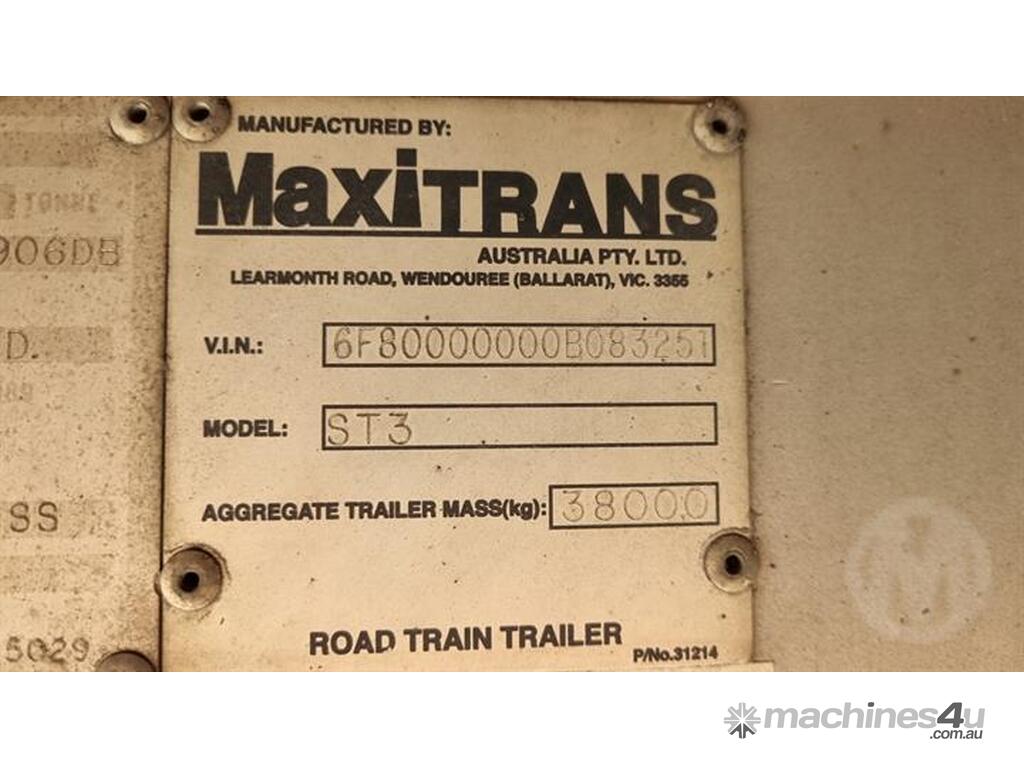 MANUFACTURED BY:
MaxiTRANS
AUSTRALIA PTY. LTD.
LEARMONTH ROAD, WENDOUREE (BALLARAT), VIC. 3355
V.I.N.: 6F80000000B083251
MODEL: ST3
AGGREGATE TRAILER MASS(kg): 38000
ROAD TRAIN TRAILER
P/No.31214
906DB
D.
SS
5029
M
machines4u
.com.au